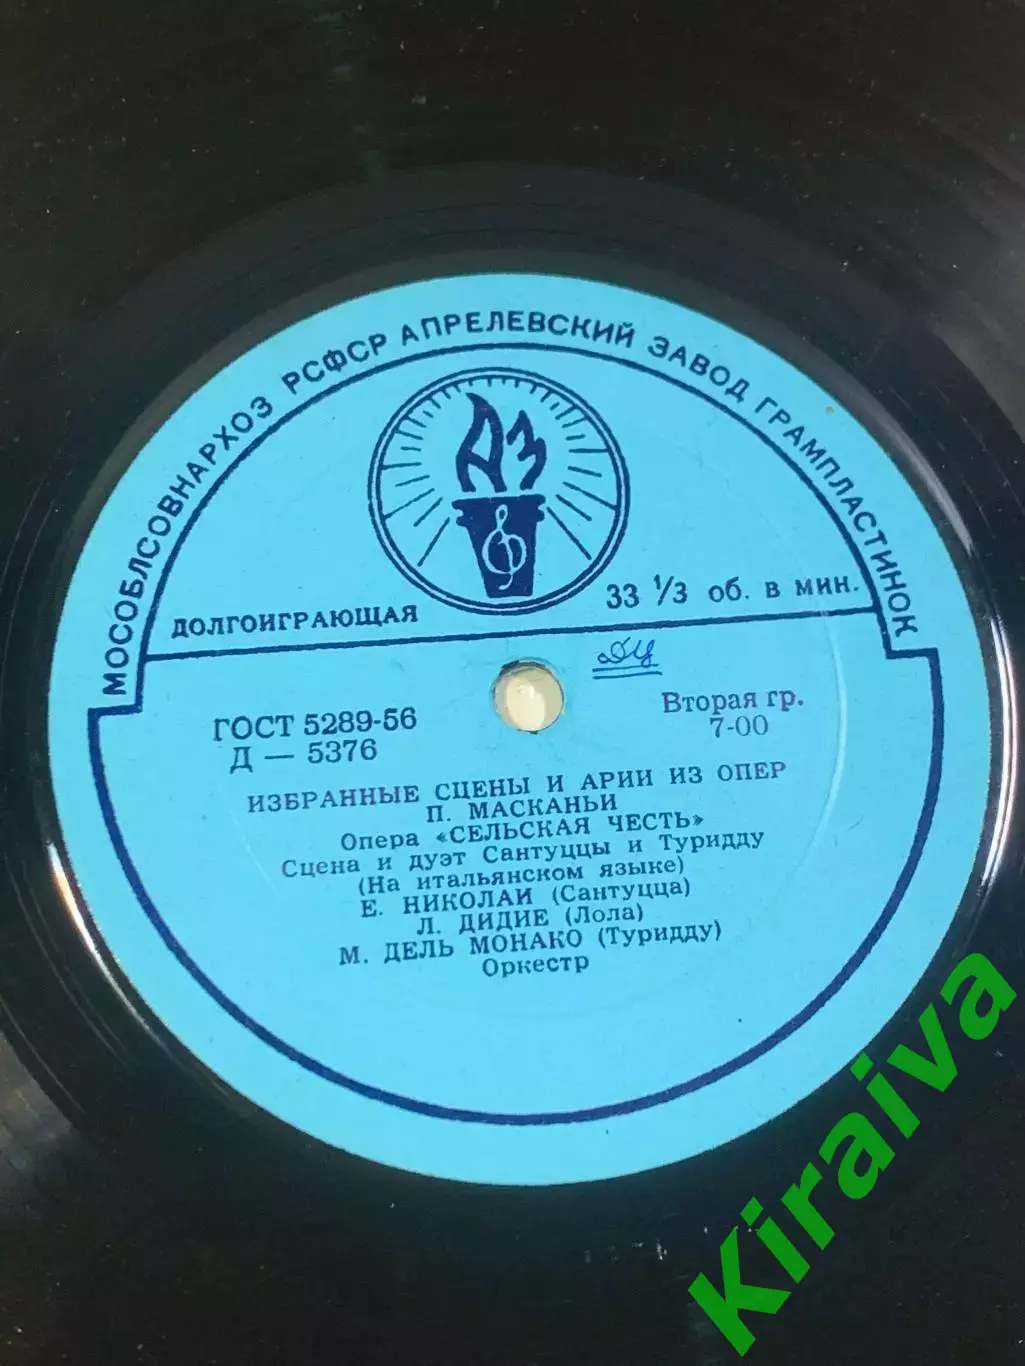 МОСОБЛСОВНАРХОЗ РСФСР АПРЕЛЕВСКИЙ ЗАВОД ГРАМПЛАСТИНОК
АЗ
ДОЛГОИГРАЮЩАЯ 33 1/3 об. в мин.
ДЦ
ГОСТ 5289-56 Вторая гр.
Д — 5376 7-00
ИЗБРАННЫЕ СЦЕНЫ И АРИИ ИЗ ОПЕР
П. МАСКАНЬИ
Опера «СЕЛЬСКАЯ ЧЕСТЬ»
Сцена и дуэт Сантуццы и Туридду
(На итальянском языке)
Е. НИКОЛАИ (Сантуцца)
Л. ДИДИЕ (Лола)
М. ДЕЛЬ МОНАКО (Туридду)
Оркестр
Kiraiva